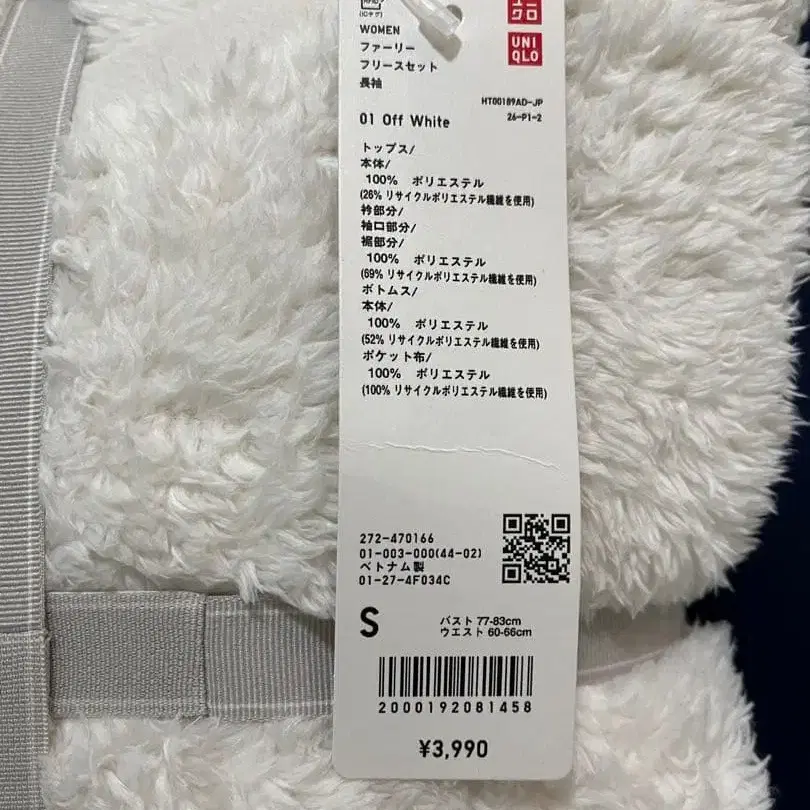 (ICタグ)
WOMEN
ファーリー
フリースセット
長袖
UNI
QLO
HT00189AD-JP
26-P1-2
01 Off White
トップス/
本体/
100% ポリエステル
(26% リサイクルポリエステル繊維を使用)
衿部分/
袖口部分/
裾部分/
100% ポリエステル
(69% リサイクルポリエステル繊維を使用)
ボトムス/
本体/
100% ポリエステル
(52% リサイクルポリエステル繊維を使用)
ポケット布/
100% ポリエステル
(100% リサイクルポリエステル繊維を使用)
272-470166
01-003-000(44-02)
ベトナム製
01-27-4F034C
S
バスト 77-83cm
ウエスト 60-66cm
2000192081458
¥3,990